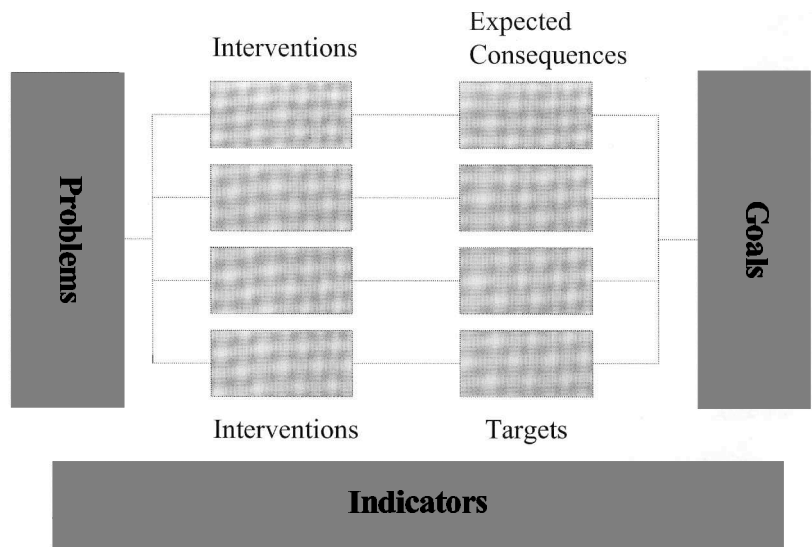 Interventions
Expected
Consequences
Problems
Goals
Interventions
Targets
Indicators